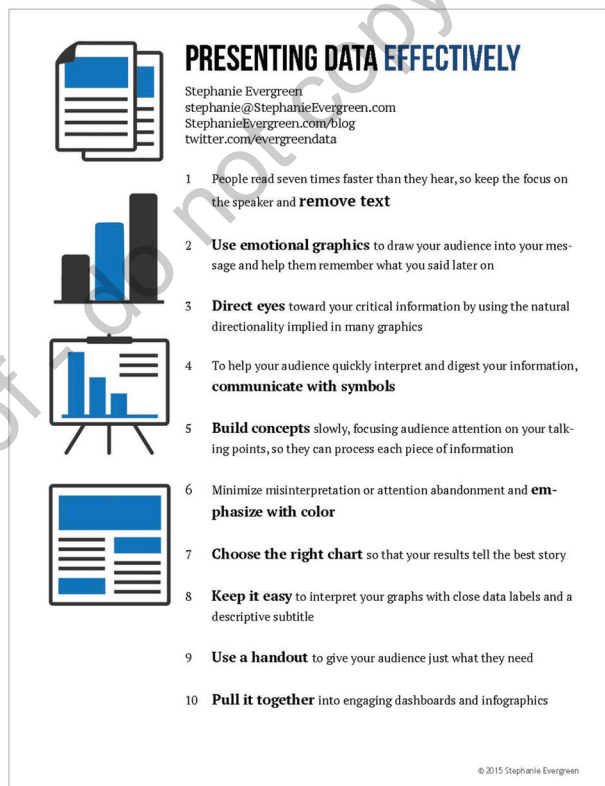 PRESENTING DATA EFFECTIVELY
Stephanie Evergreen
stephanie@StephanieEvergreen.com
StephanieEvergreen.com/blog
twitter.com/evergreendata
1 People read seven times faster than they hear, so keep the focus on
the speaker and remove text
2 Use emotional graphics to draw your audience into your mes-
sage and help them remember what you said later on
3 Direct eyes toward your critical information by using the natural
directionality implied in many graphics
4 To help your audience quickly interpret and digest your information,
communicate with symbols
5 Build concepts slowly, focusing audience attention on your talk-
ing points, so they can process each piece of information
6 Minimize misinterpretation or attention abandonment and em-
phasize with color
7 Choose the right chart so that your results tell the best story
8 Keep it easy to interpret your graphs with close data labels and a
descriptive subtitle
9 Use a handout to give your audience just what they need
10 Pull it together into engaging dashboards and infographics
© 2015 Stephanie Evergreen
- do not copy